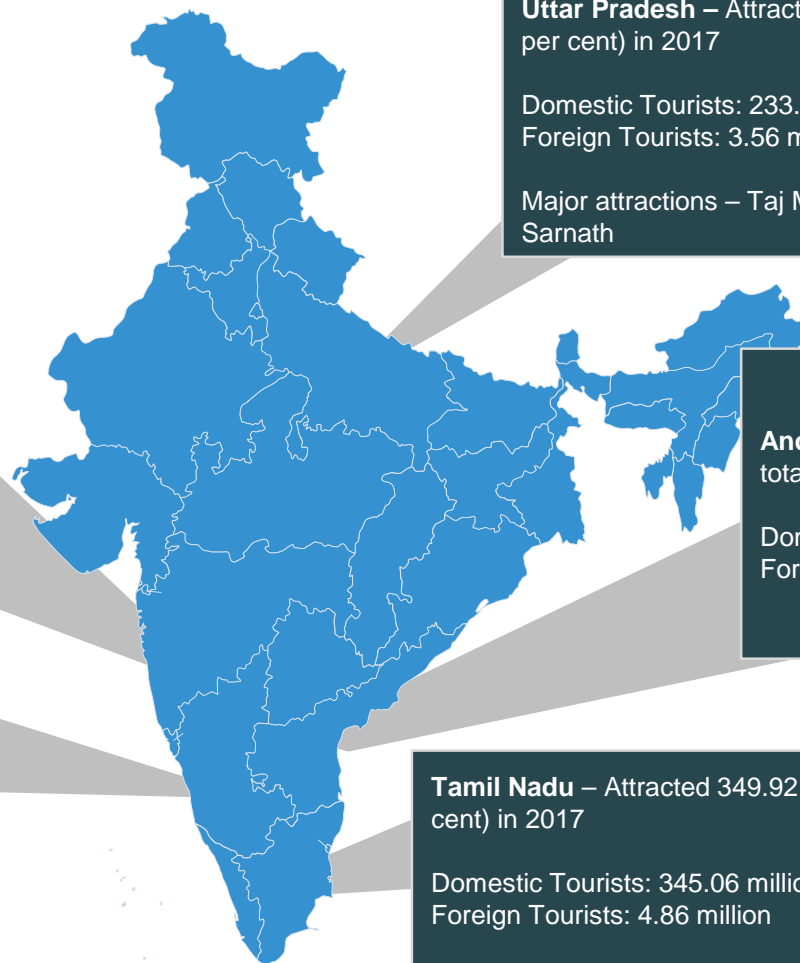 Uttar Pradesh – Attract
per cent) in 2017
Domestic Tourists: 233.
Foreign Tourists: 3.56 m
Major attractions – Taj M
Sarnath
And
tota
Dom
For
Tamil Nadu – Attracted 349.92
cent) in 2017
Domestic Tourists: 345.06 millio
Foreign Tourists: 4.86 million